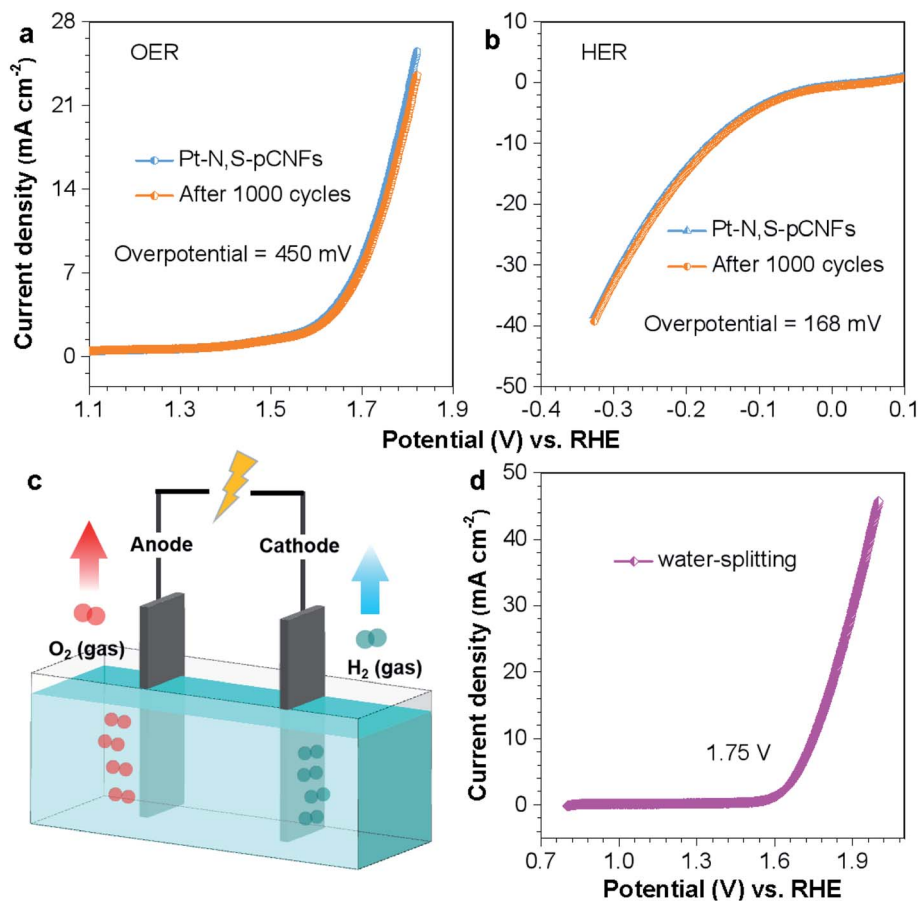 a
OER
28
21
14
7
0
Current density (mA cm⁻²)
Pt-N,S-pCNFs
After 1000 cycles
Overpotential = 450 mV
1.1 1.3 1.5 1.7 1.9
b
HER
10
0
-10
-20
-30
-40
-50
Pt-N,S-pCNFs
After 1000 cycles
Overpotential = 168 mV
-0.4 -0.3 -0.2 -0.1 0.0 0.1
Potential (V) vs. RHE
c
Anode
Cathode
O₂ (gas)
H₂ (gas)
d
50
40
30
20
10
0
Current density (mA cm⁻²)
water-splitting
1.75 V
0.7 1.0 1.3 1.6 1.9
Potential (V) vs. RHE